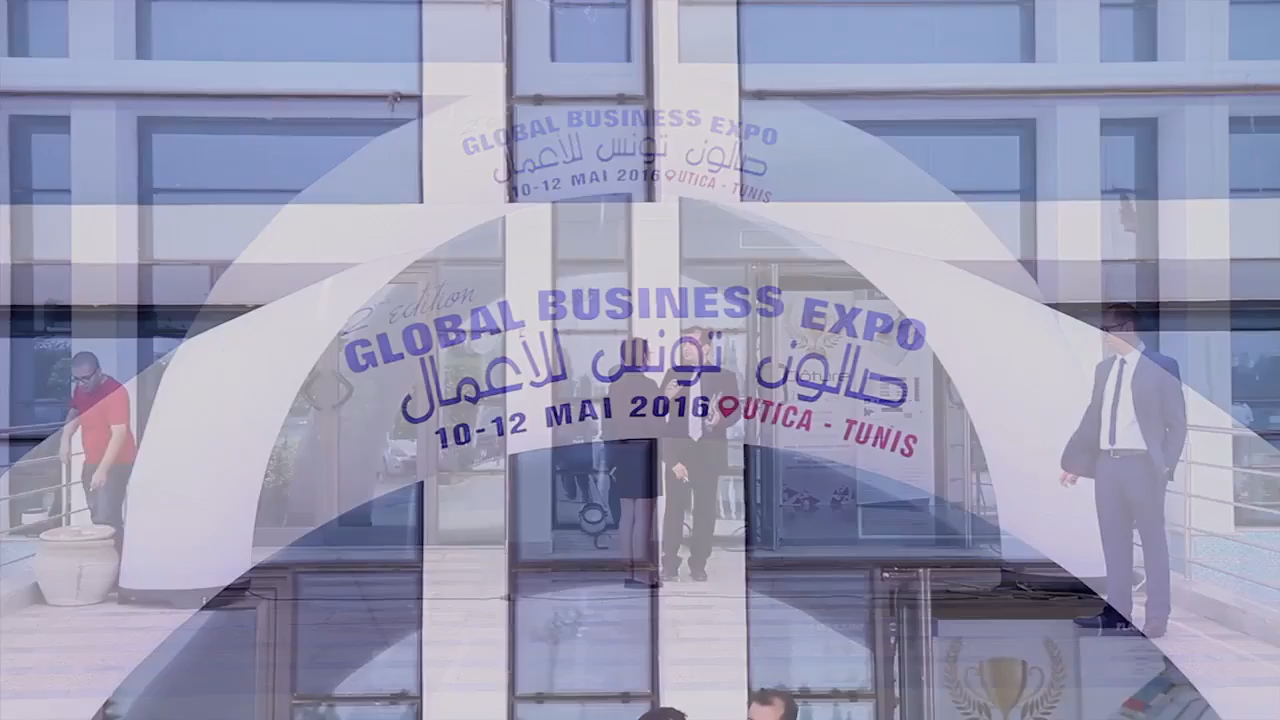 GLOBAL BUSINESS EXPO
صالون تونس للأعمال
10-12 MAI 2016 UTICA - TUNIS
2ᵉ edition
GLOBAL BUSINESS EXPO
صالون تونس للأعمال
10-12 MAI 2016 UTICA - TUNIS